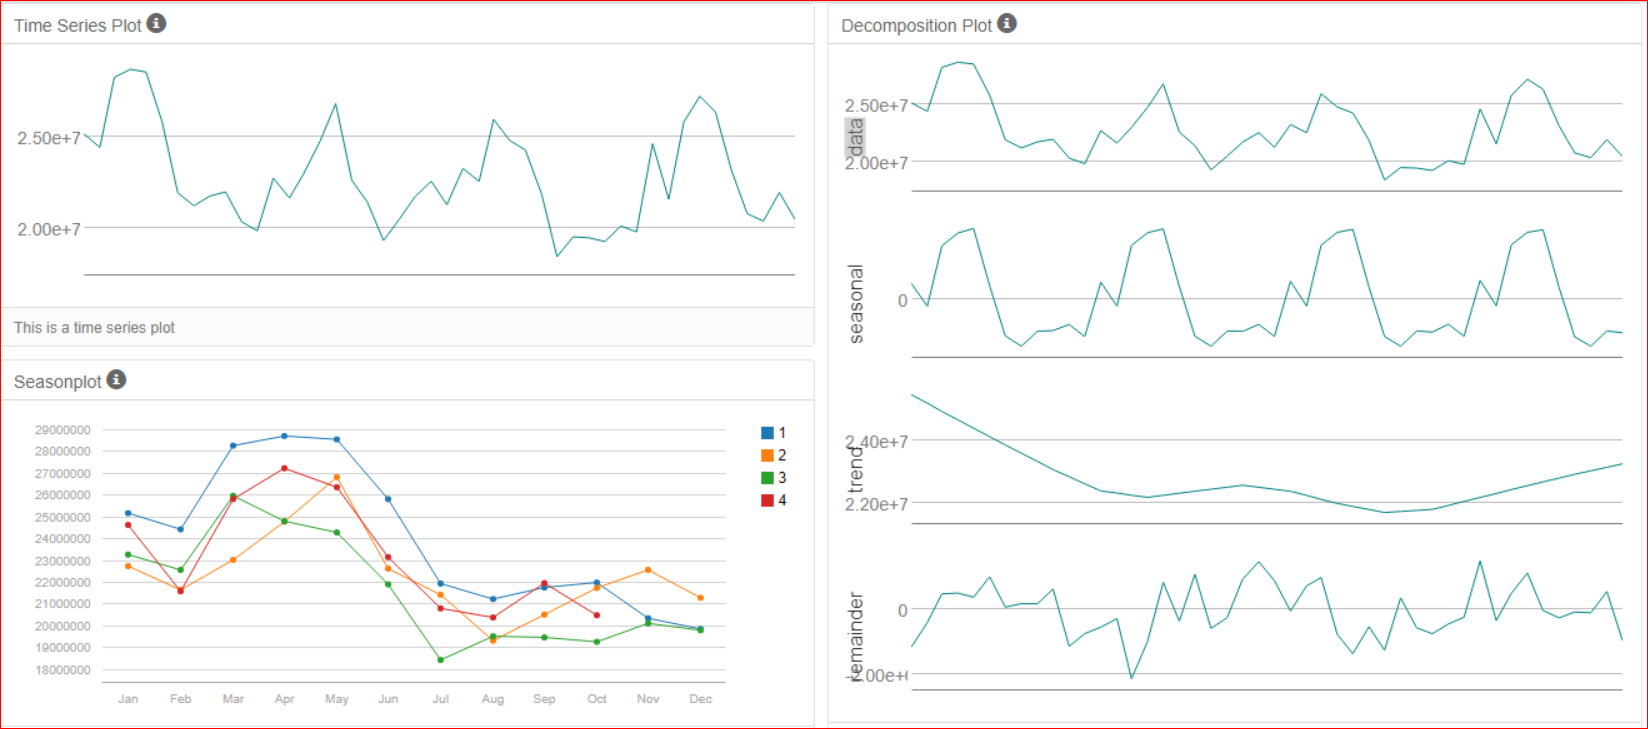 Time Series Plot
2.50e+7
2.00e+7
This is a time series plot
Seasonplot
29000000
28000000
27000000
26000000
25000000
24000000
23000000
22000000
21000000
20000000
19000000
18000000
Jan Feb Mar Apr May Jun Jul Aug Sep Oct Nov Dec
1
2
3
4
Decomposition Plot
2.50e+7
data
2.00e+7
0
seasonal
2.40e+7
trend
2.20e+7
0
remainder
-2.00e+